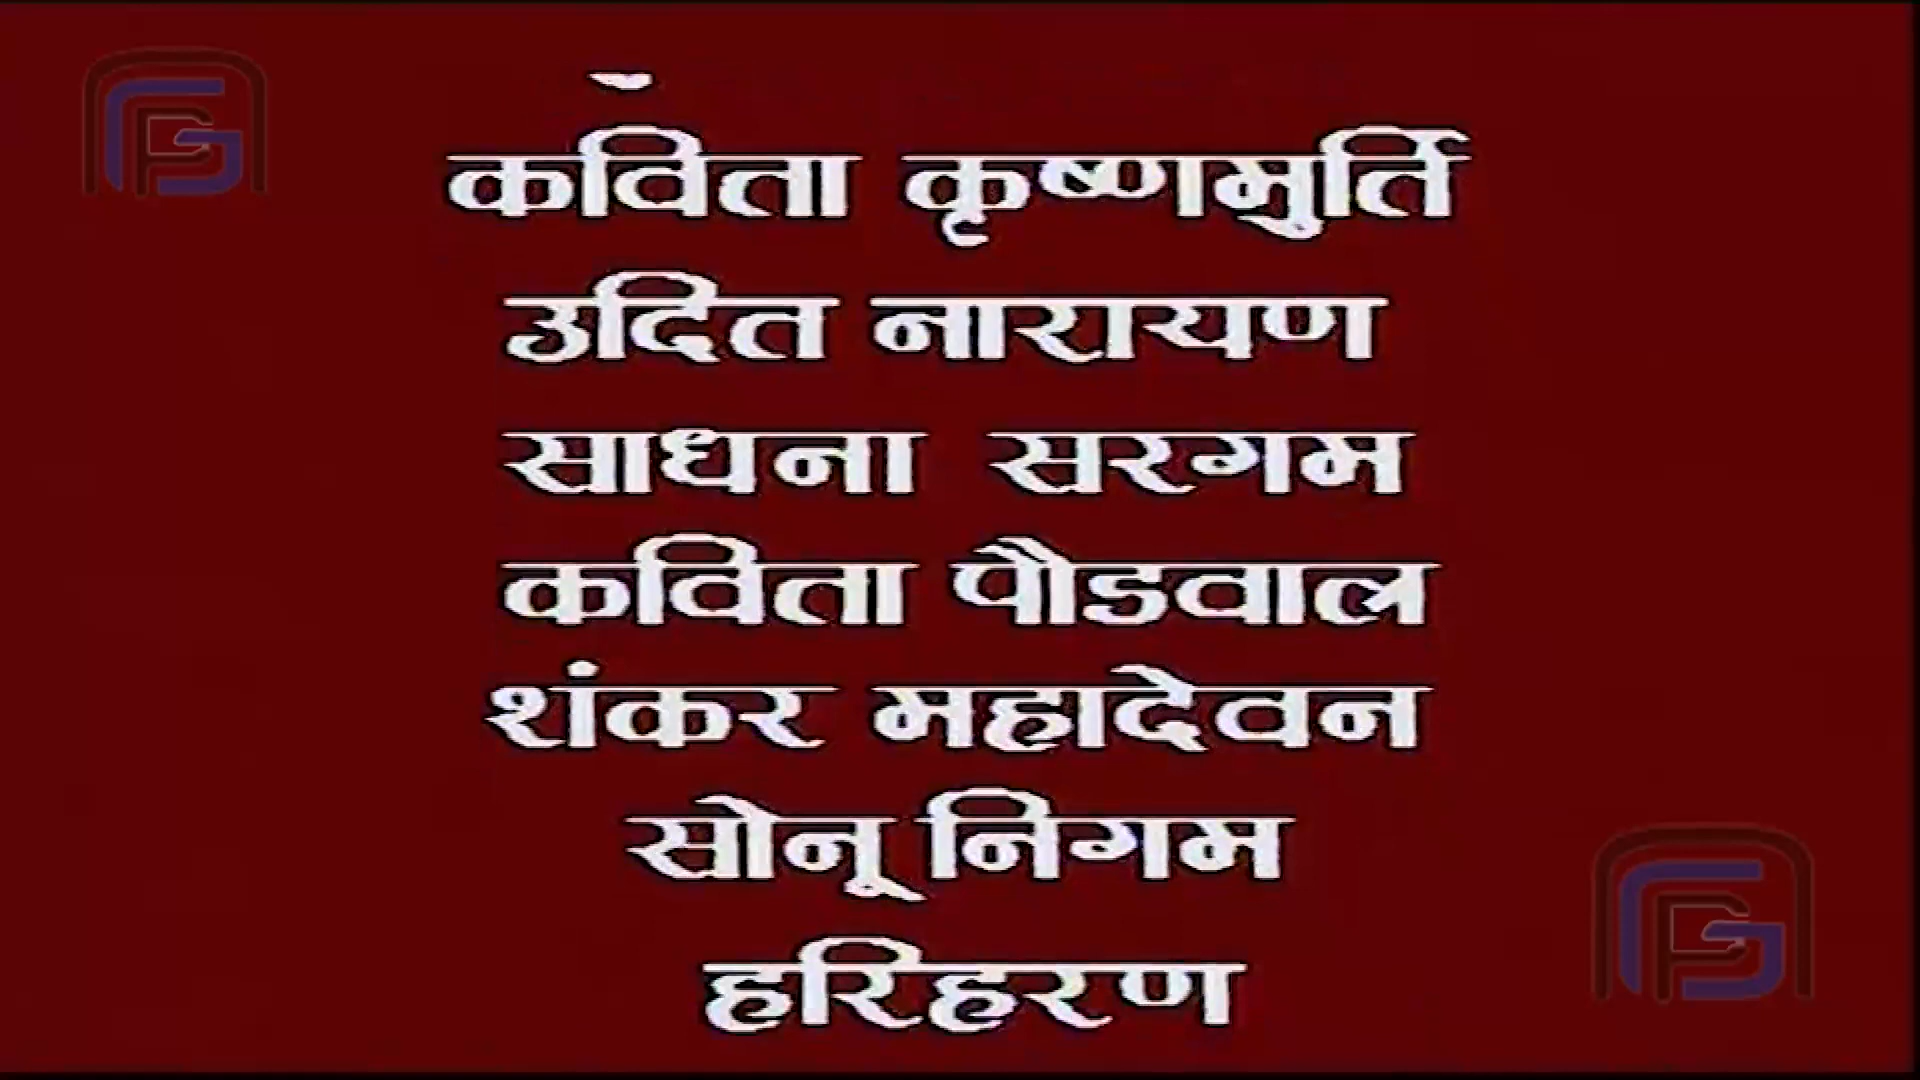 कविता कृष्णमुर्ति
उदित नारायण
साधना सरगम
कविता पौडवाल
शंकर महादेवन
सोनू निगम
हरिहरण